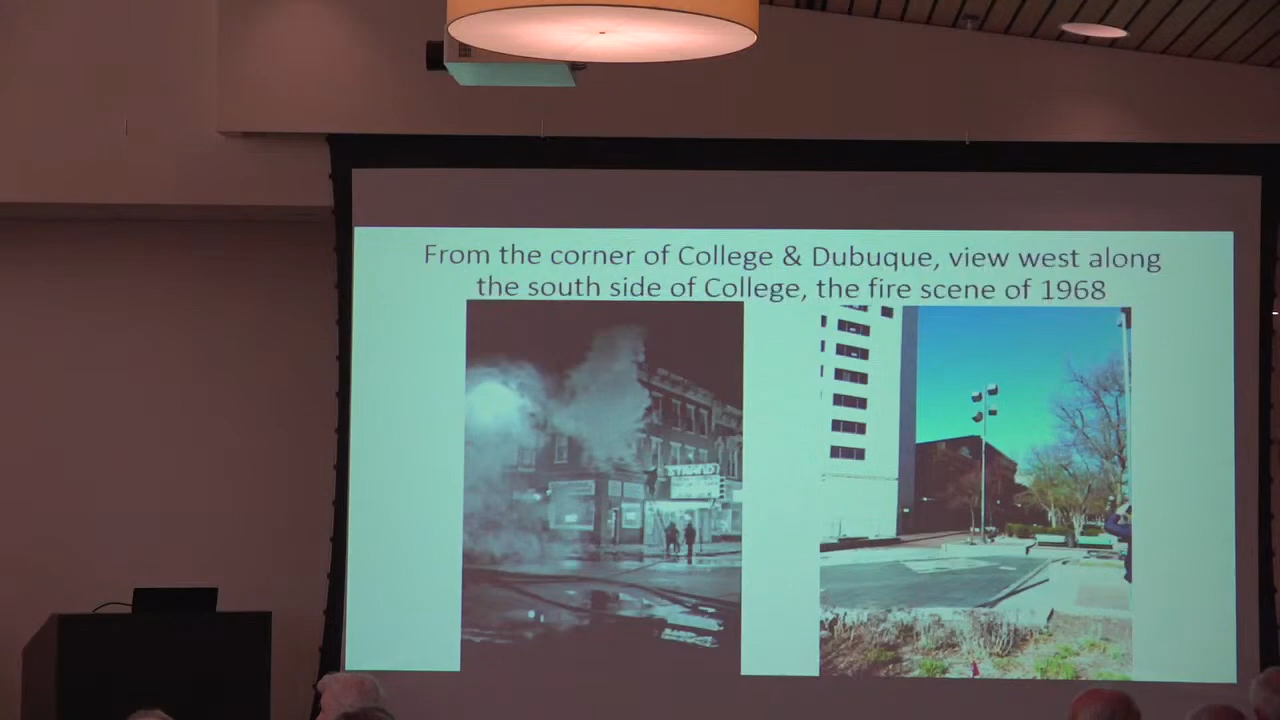 From the corner of College & Dubuque, view west along
the south side of College, the fire scene of 1968
STRAND